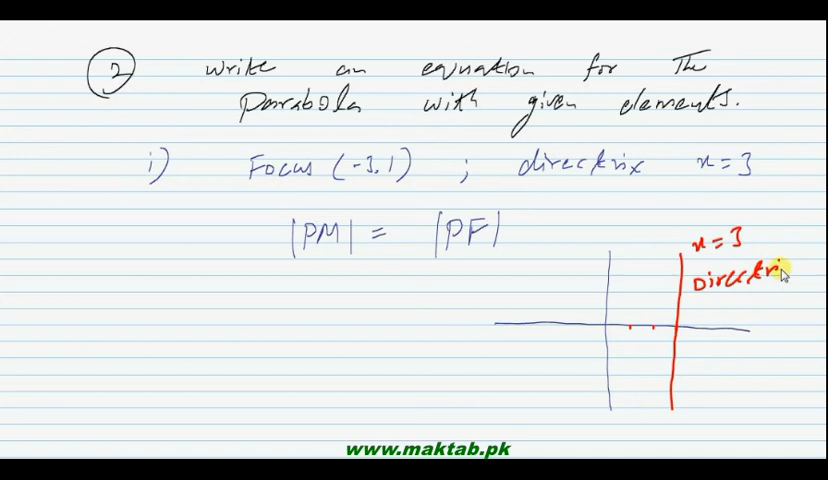 2 write an equation for the
Parabola with given elements.
i) Focus (-3,1) ; directrix x = 3
|PM| = |PF|
x = 3
Directri
www.maktab.pk